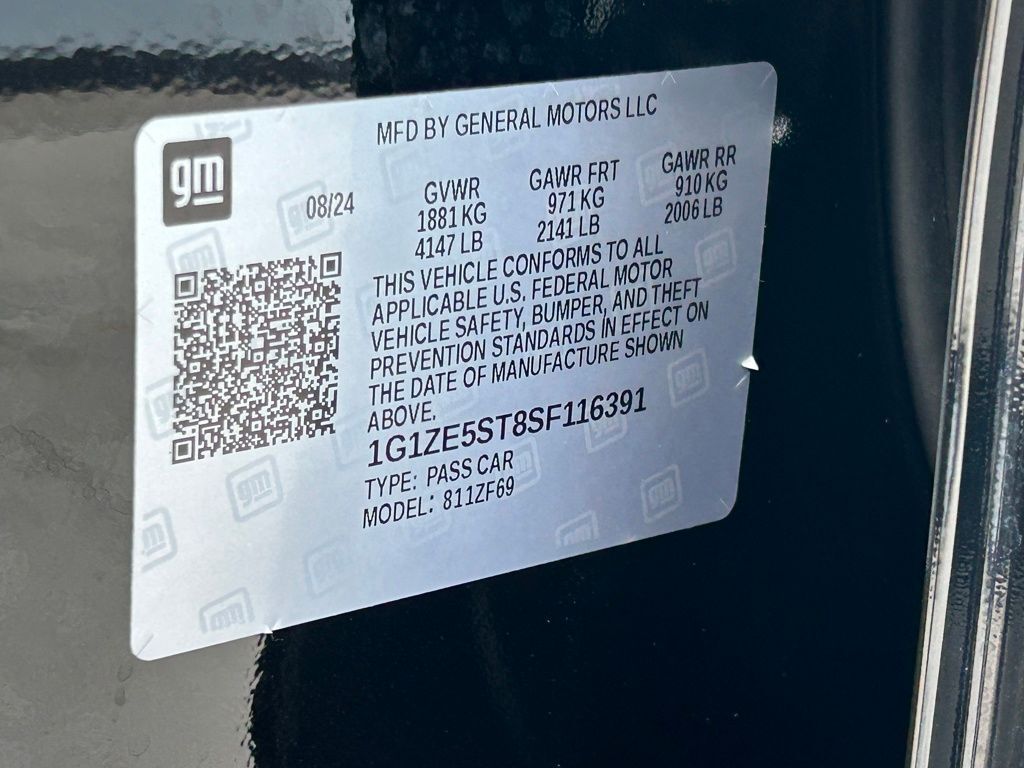 MFD BY GENERAL MOTORS LLC
gm
08/24
GVWR GAWR FRT GAWR RR
1881 KG 971 KG 910 KG
4147 LB 2141 LB 2006 LB
THIS VEHICLE CONFORMS TO ALL
APPLICABLE U.S. FEDERAL MOTOR
VEHICLE SAFETY, BUMPER, AND THEFT
PREVENTION STANDARDS IN EFFECT ON
THE DATE OF MANUFACTURE SHOWN
ABOVE.
1G1ZE5ST8SF116391
TYPE: PASS CAR
MODEL: 811ZF69